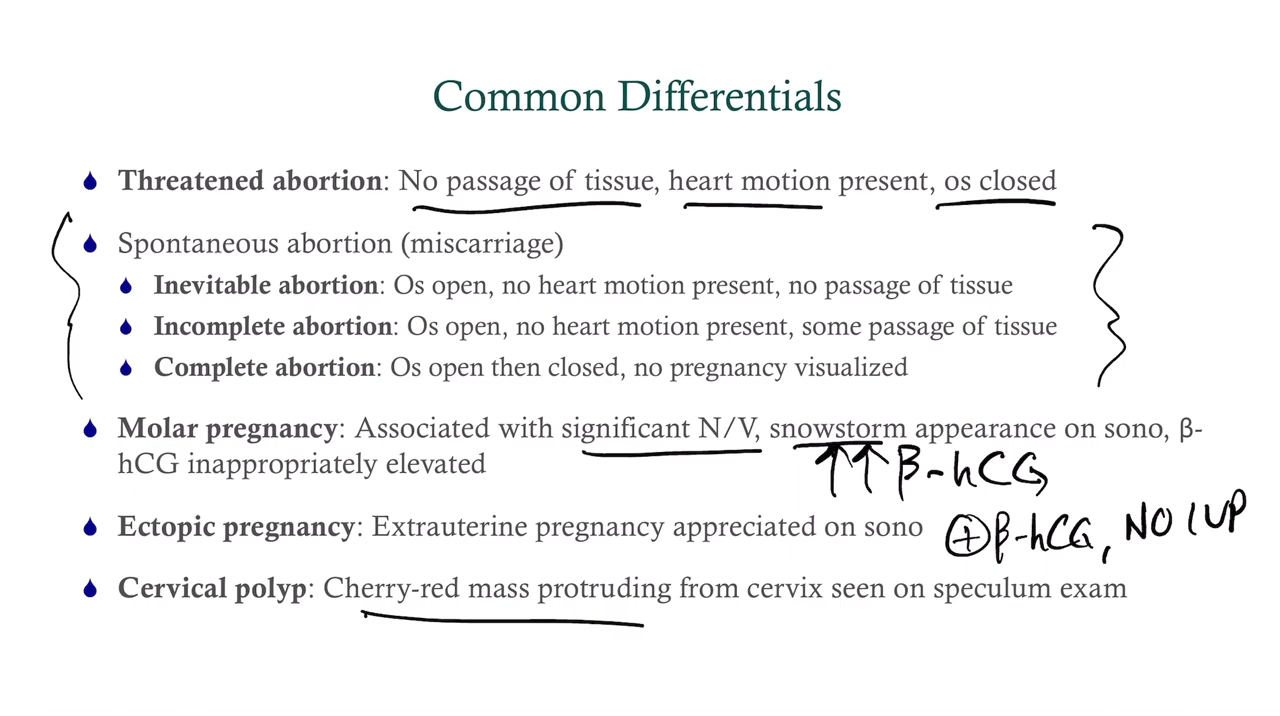 Common Differentials
Threatened abortion: No passage of tissue, heart motion present, os closed
Spontaneous abortion (miscarriage)
Inevitable abortion: Os open, no heart motion present, no passage of tissue
Incomplete abortion: Os open, no heart motion present, some passage of tissue
Complete abortion: Os open then closed, no pregnancy visualized
Molar pregnancy: Associated with significant N/V, snowstorm appearance on sono, β-
hCG inappropriately elevated
↑↑ β-hCG
Ectopic pregnancy: Extrauterine pregnancy appreciated on sono ⊕ β-hCG, NO IUP
Cervical polyp: Cherry-red mass protruding from cervix seen on speculum exam